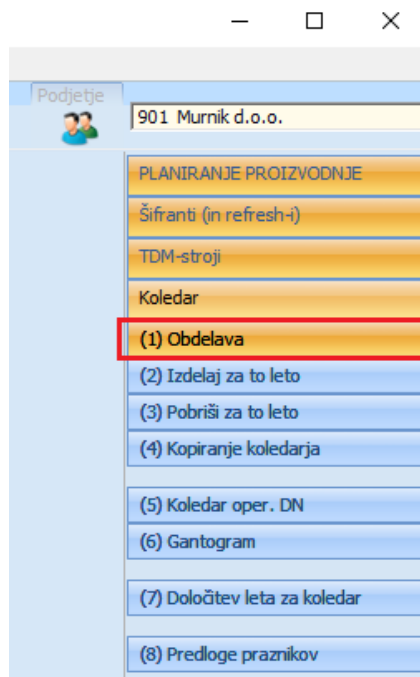 Podjetje
901 Murnik d.o.o.
PLANIRANJE PROIZVODNJE
Šifranti (in refresh-i)
TDM-stroji
Koledar
(1) Obdelava
(2) Izdelaj za to leto
(3) Pobriši za to leto
(4) Kopiranje koledarja
(5) Koledar oper. DN
(6) Gantogram
(7) Določitev leta za koledar
(8) Predloge praznikov